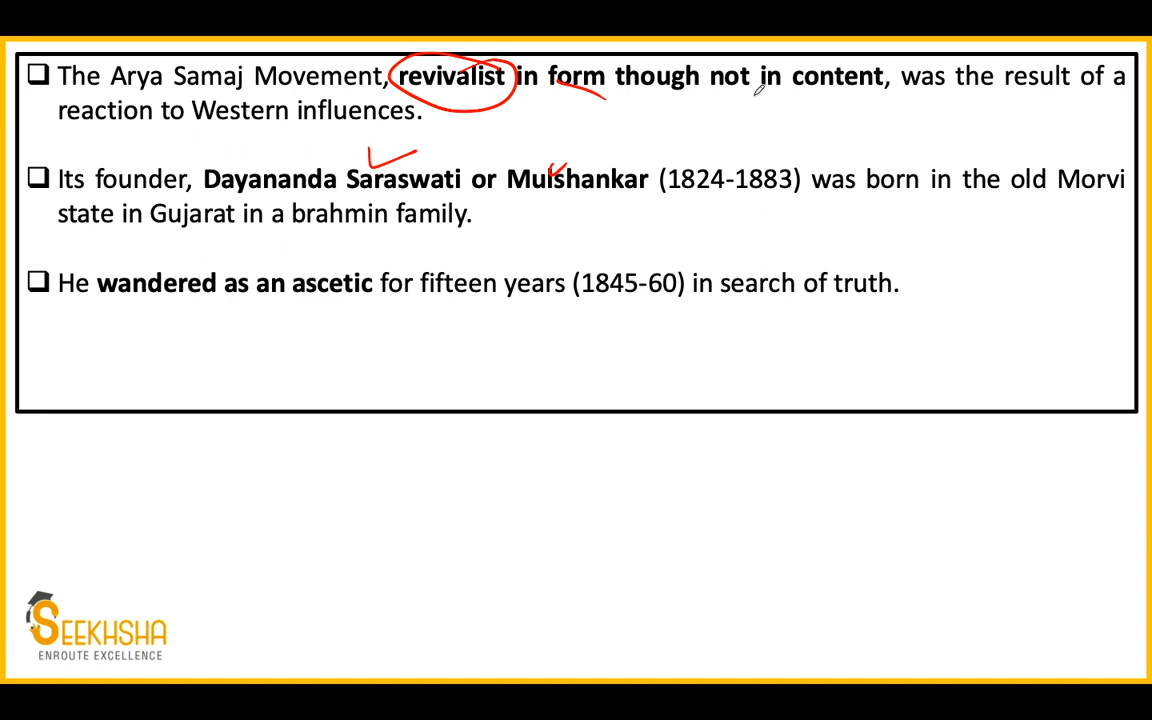 ❑ The Arya Samaj Movement, revivalist in form though not in content, was the result of a
reaction to Western influences.
❑ Its founder, Dayananda Saraswati or Mulshankar (1824-1883) was born in the old Morvi
state in Gujarat in a brahmin family.
❑ He wandered as an ascetic for fifteen years (1845-60) in search of truth.
SEEKHSHA
ENROUTE EXCELLENCE